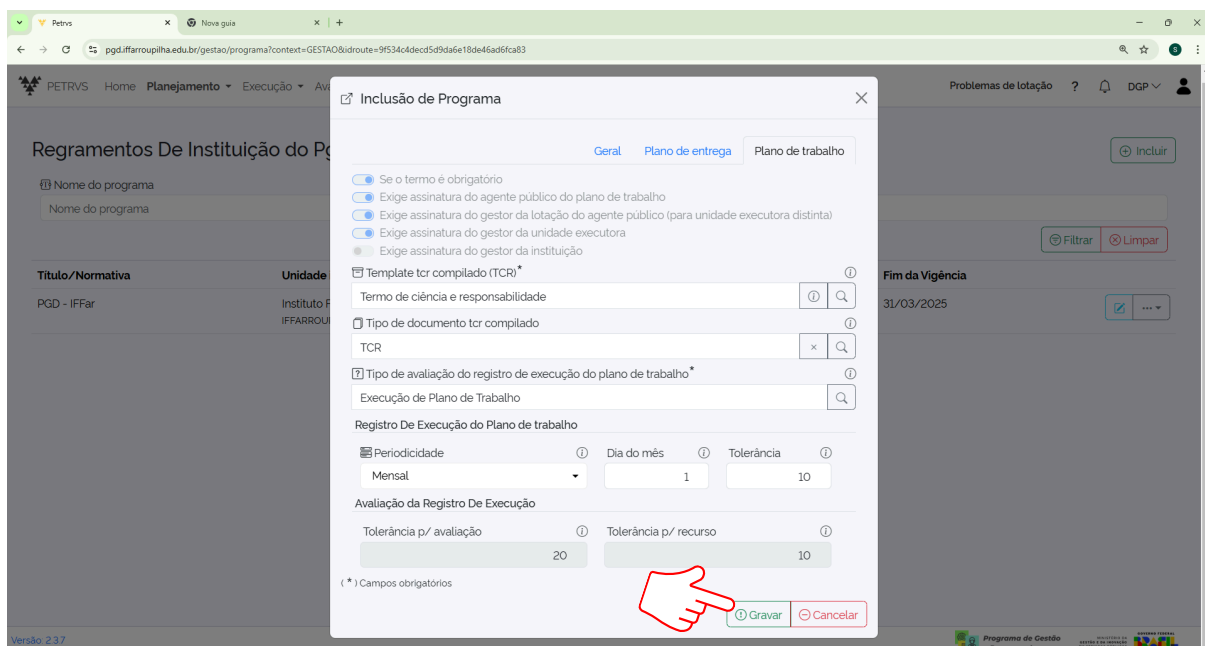 Petrvs
Nova guia
pgd.iffarroupilha.edu.br/gestao/programa?context=GESTAO&idroute=9f534c4decd5d9da6e18de46ad6fca83
S
PETRVS Home Planejamento Execução Ava
Problemas de lotação ? DGP
Inclusão de Programa
Regramentos De Instituição do Pg
Incluir
Geral Plano de entrega Plano de trabalho
Nome do programa
Nome do programa
Filtrar Limpar
Título/Normativa Unidade Fim da Vigência
PGD - IFFar Instituto F 31/03/2025
IFFARROU
Se o termo é obrigatório
Exige assinatura do agente público do plano de trabalho
Exige assinatura do gestor da lotação do agente público (para unidade executora distinta)
Exige assinatura do gestor da unidade executora
Exige assinatura do gestor da instituição
Template tcr compilado (TCR)*
Termo de ciência e responsabilidade
Tipo de documento tcr compilado
TCR
Tipo de avaliação do registro de execução do plano de trabalho*
Execução de Plano de Trabalho
Registro De Execução do Plano de trabalho
Periodicidade Dia do mês Tolerância
Mensal 1 10
Avaliação da Registro De Execução
Tolerância p/ avaliação Tolerância p/ recurso
20 10
( * ) Campos obrigatórios
Gravar Cancelar
Versão: 2.3.7
Programa de Gestão